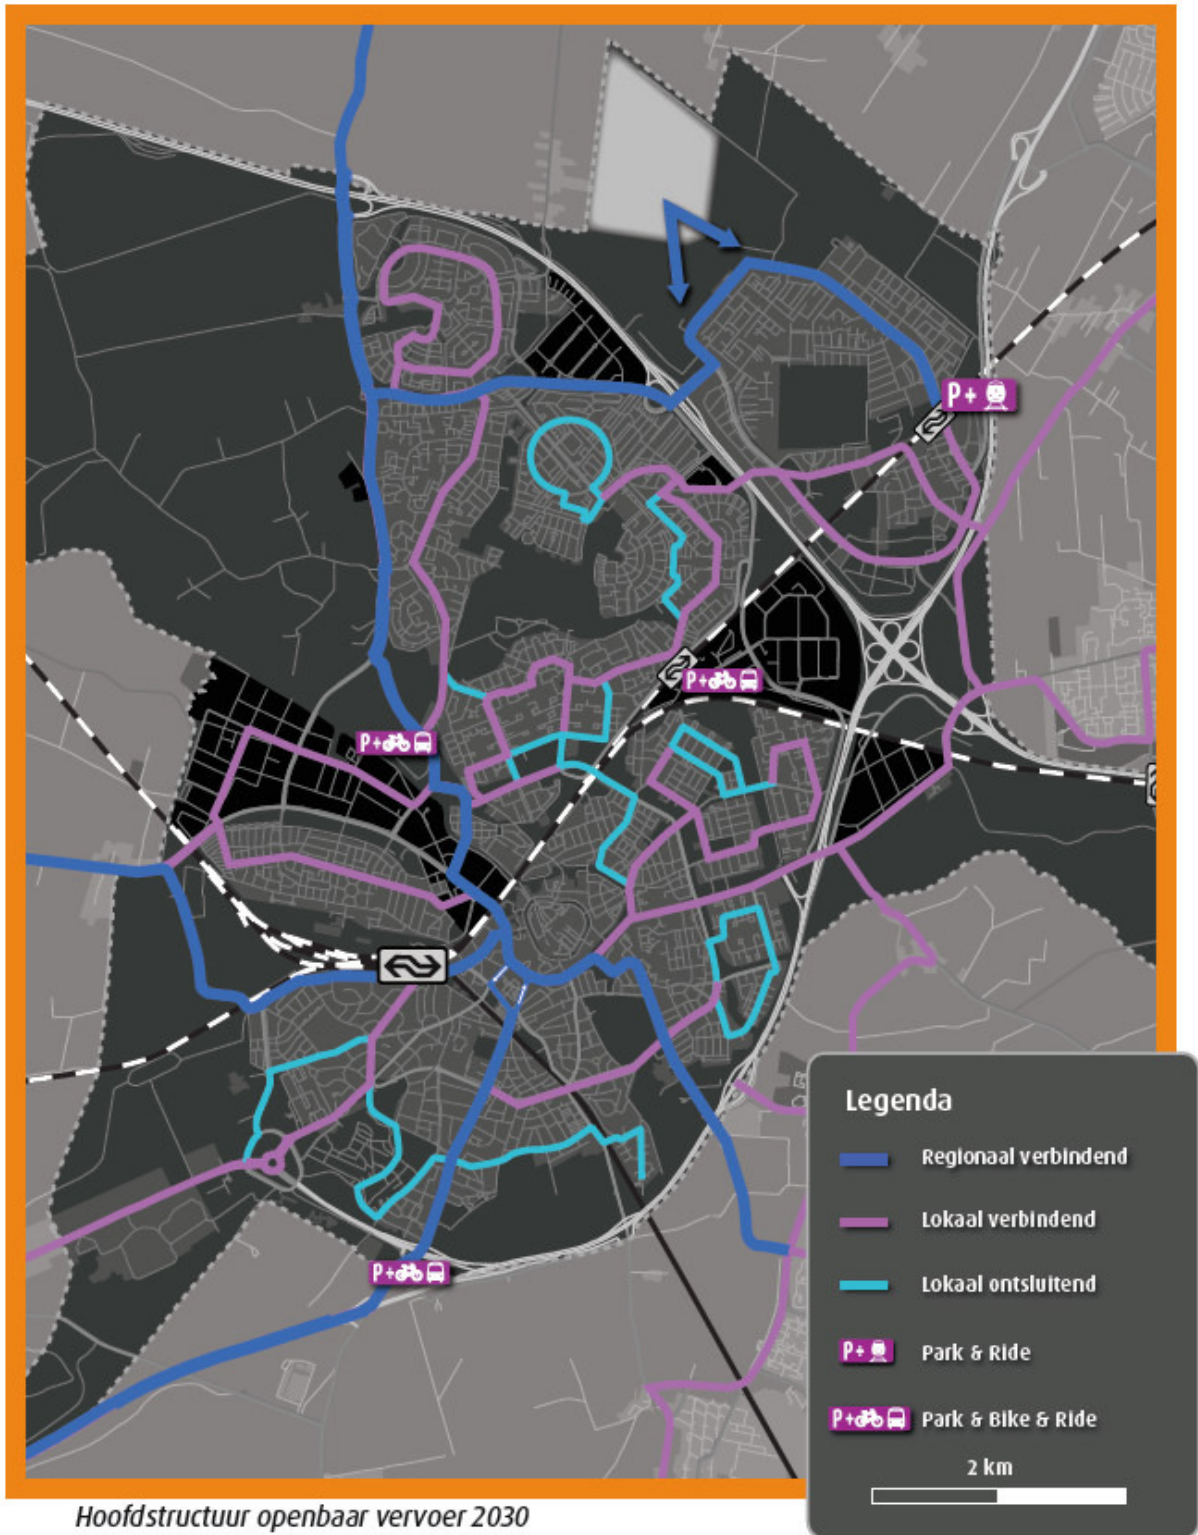 P+
P+
P+
P+
Legenda
Regionaal verbindend
Lokaal verbindend
Lokaal ontsluitend
P+ Park & Ride
P+ Park & Bike & Ride
2 km
Hoofdstructuur openbaar vervoer 2030